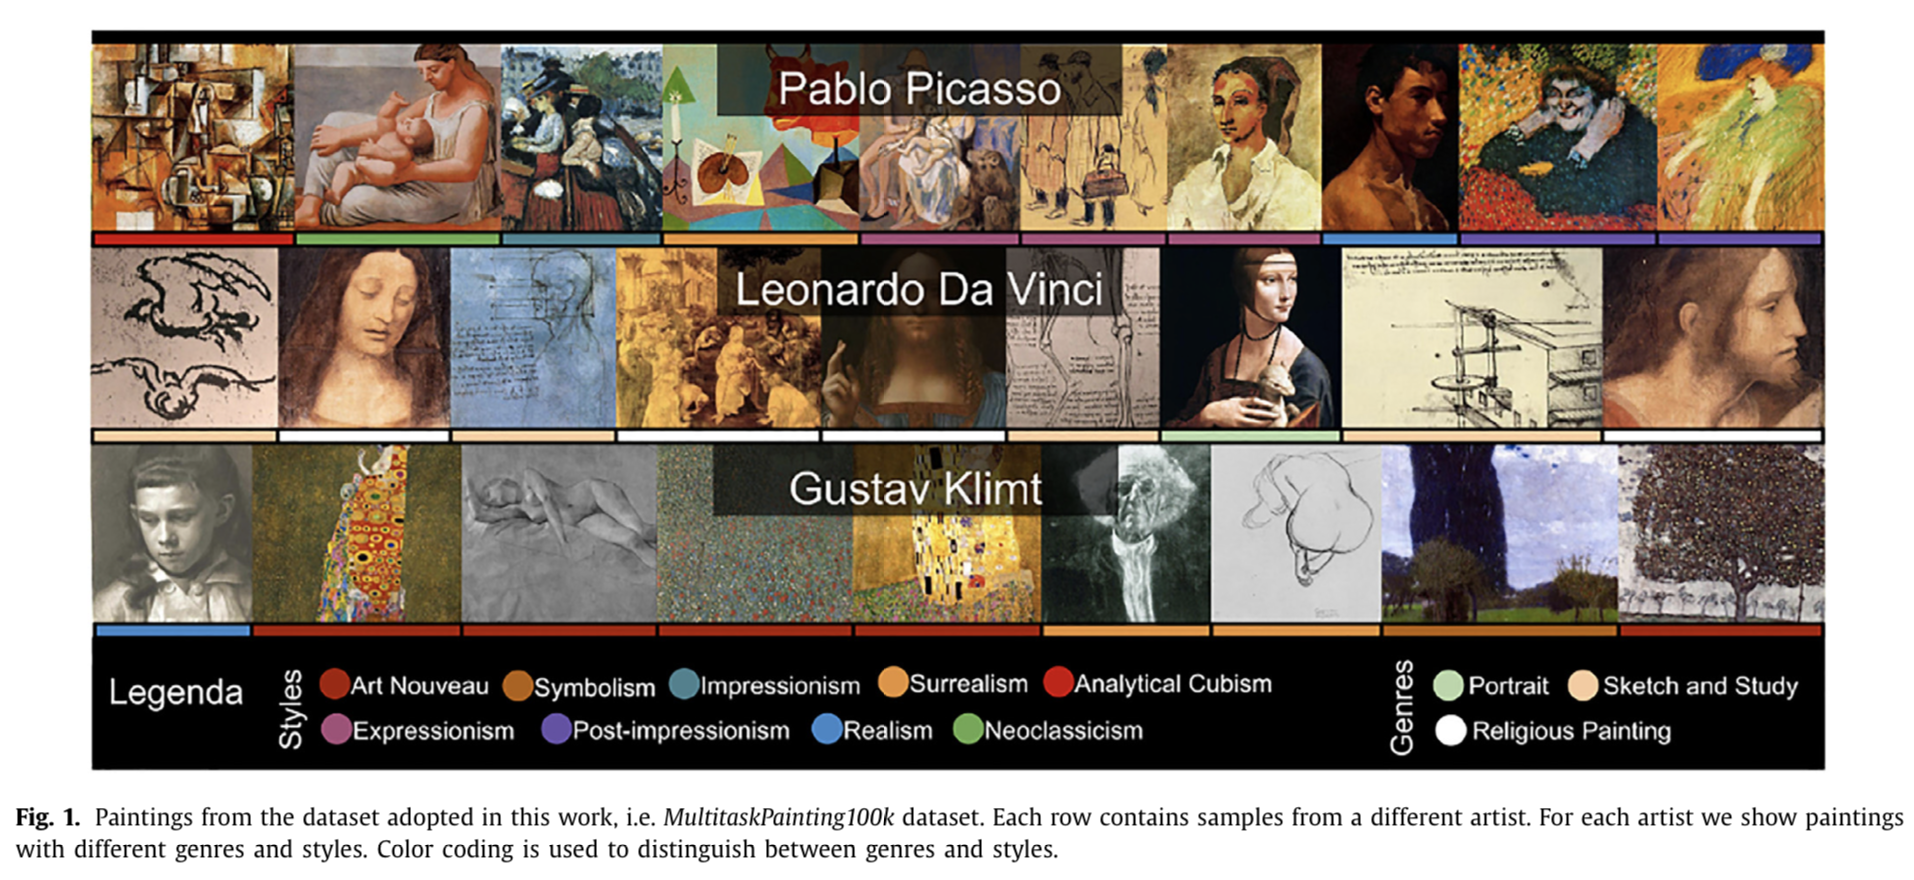 Pablo Picasso
Leonardo Da Vinci
Gustav Klimt
Legenda
Styles
Art Nouveau
Symbolism
Impressionism
Surrealism
Analytical Cubism
Expressionism
Post-impressionism
Realism
Neoclassicism
Genres
Portrait
Sketch and Study
Religious Painting
Fig. 1. Paintings from the dataset adopted in this work, i.e. MultitaskPainting100k dataset. Each row contains samples from a different artist. For each artist we show paintings
with different genres and styles. Color coding is used to distinguish between genres and styles.